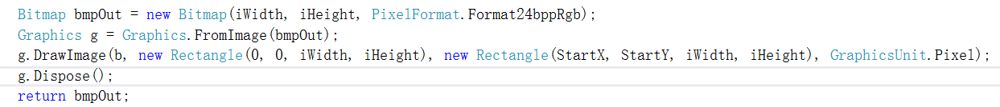 Bitmap bmpOut = new Bitmap(iWidth, iHeight, PixelFormat.Format24bppRgb);
Graphics g = Graphics.FromImage(bmpOut);
g.DrawImage(b, new Rectangle(0, 0, iWidth, iHeight), new Rectangle(StartX, StartY, iWidth, iHeight), GraphicsUnit.Pixel);
g.Dispose();
return bmpOut;